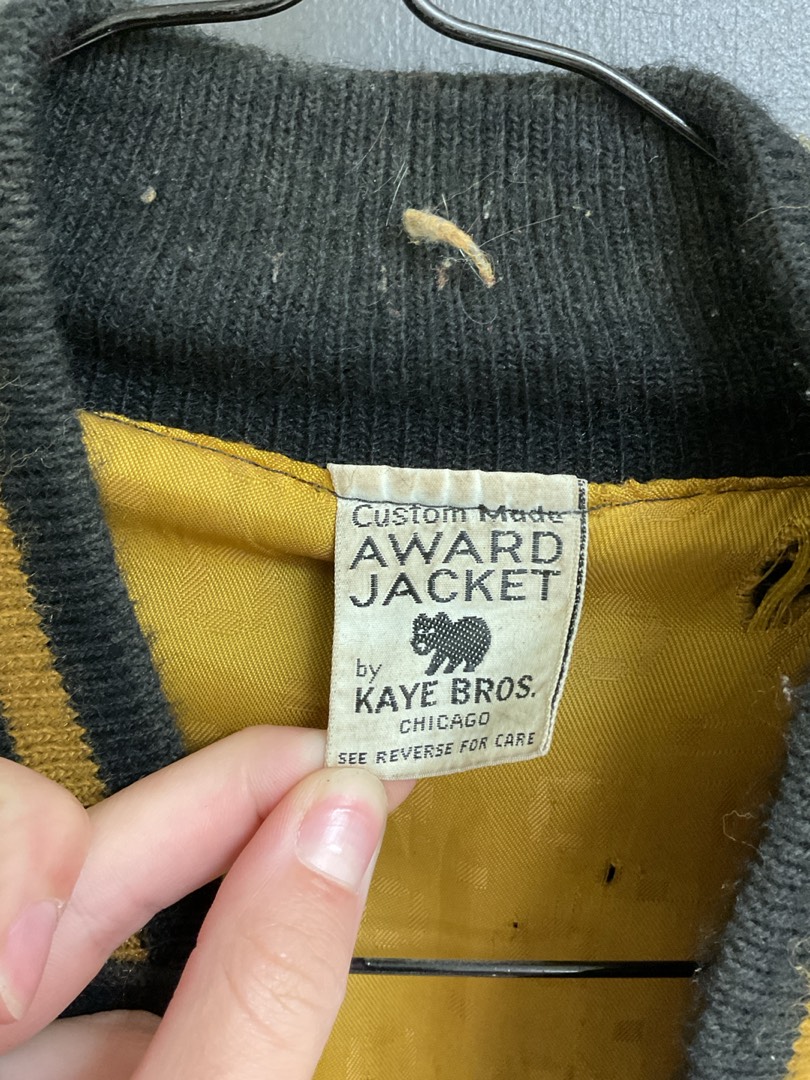 Custom Made
AWARD
JACKET
by
KAYE BROS.
CHICAGO
SEE REVERSE FOR CARE